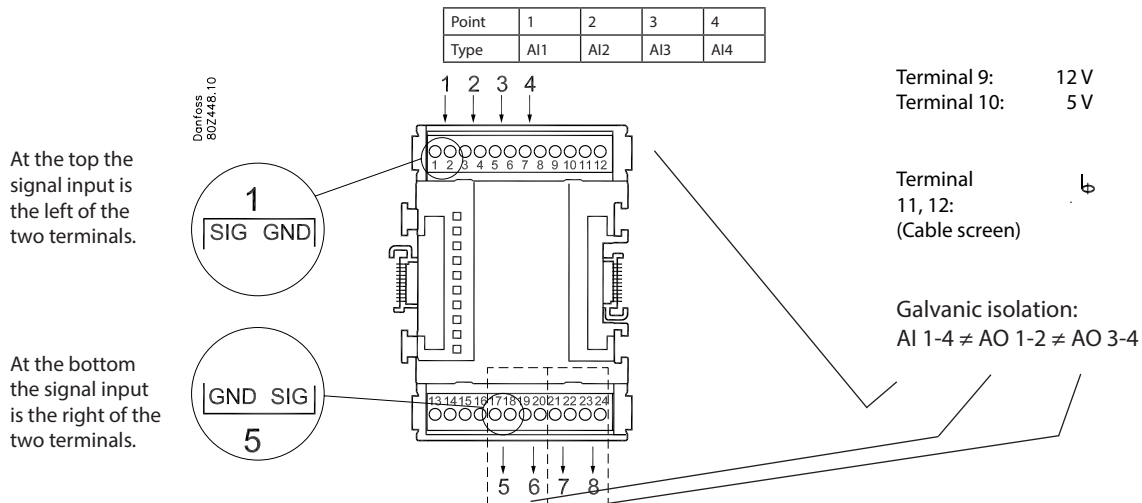 Point 1 2 3 4
Type AI1 AI2 AI3 AI4
1 2 3 4
Danfoss
80Z448.10
Terminal 9: 12 V
Terminal 10: 5 V
At the top the
signal input is
the left of the
two terminals.
1
SIG GND
1 2 3 4 5 6 7 8 9 10 11 12
Terminal
11, 12:
(Cable screen)
Galvanic isolation:
AI 1-4 ≠ AO 1-2 ≠ AO 3-4
At the bottom
the signal input
is the right of the
two terminals.
GND SIG
5
13 14 15 16 17 18 19 20 21 22 23 24
5 6 7 8